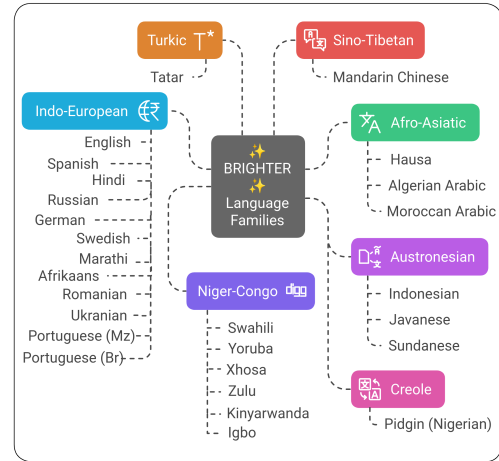 Turkic
Tatar
Sino-Tibetan
Mandarin Chinese
Indo-European
English
Spanish
Hindi
Russian
German
Swedish
Marathi
Afrikaans
Romanian
Ukranian
Portuguese (Mz)
Portuguese (Br)
BRIGHTER
Language
Families
Afro-Asiatic
Hausa
Algerian Arabic
Moroccan Arabic
Austronesian
Indonesian
Javanese
Sundanese
Niger-Congo
digg
Swahili
Yoruba
Xhosa
Zulu
Kinyarwanda
Igbo
Creole
Pidgin (Nigerian)